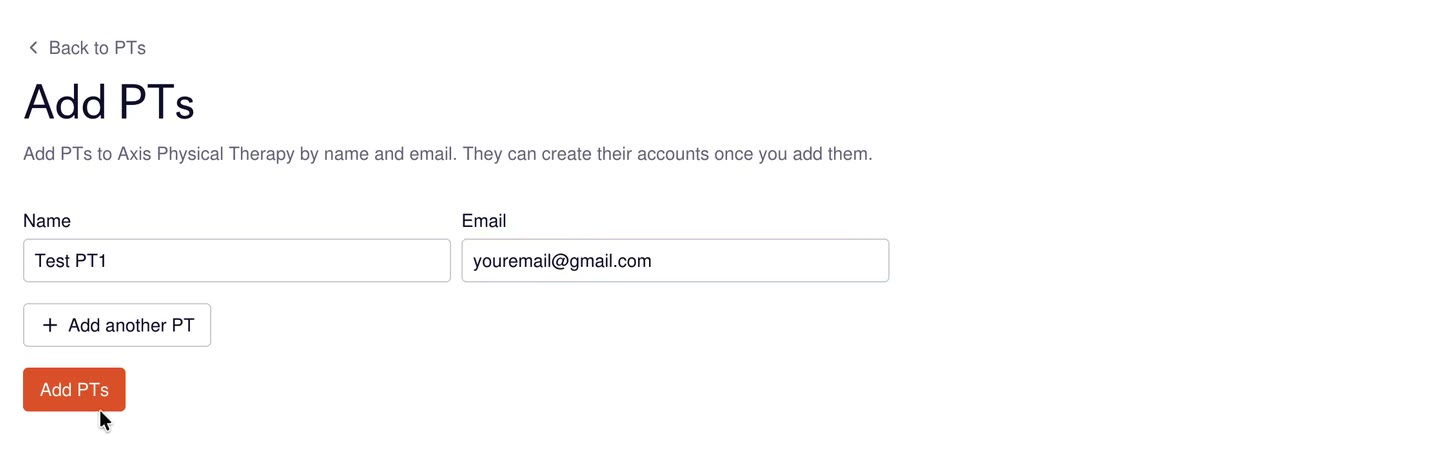 Back to PTs
Add PTs
Add PTs to Axis Physical Therapy by name and email. They can create their accounts once you add them.
Name Email
Test PT1 youremail@gmail.com
+ Add another PT
Add PTs